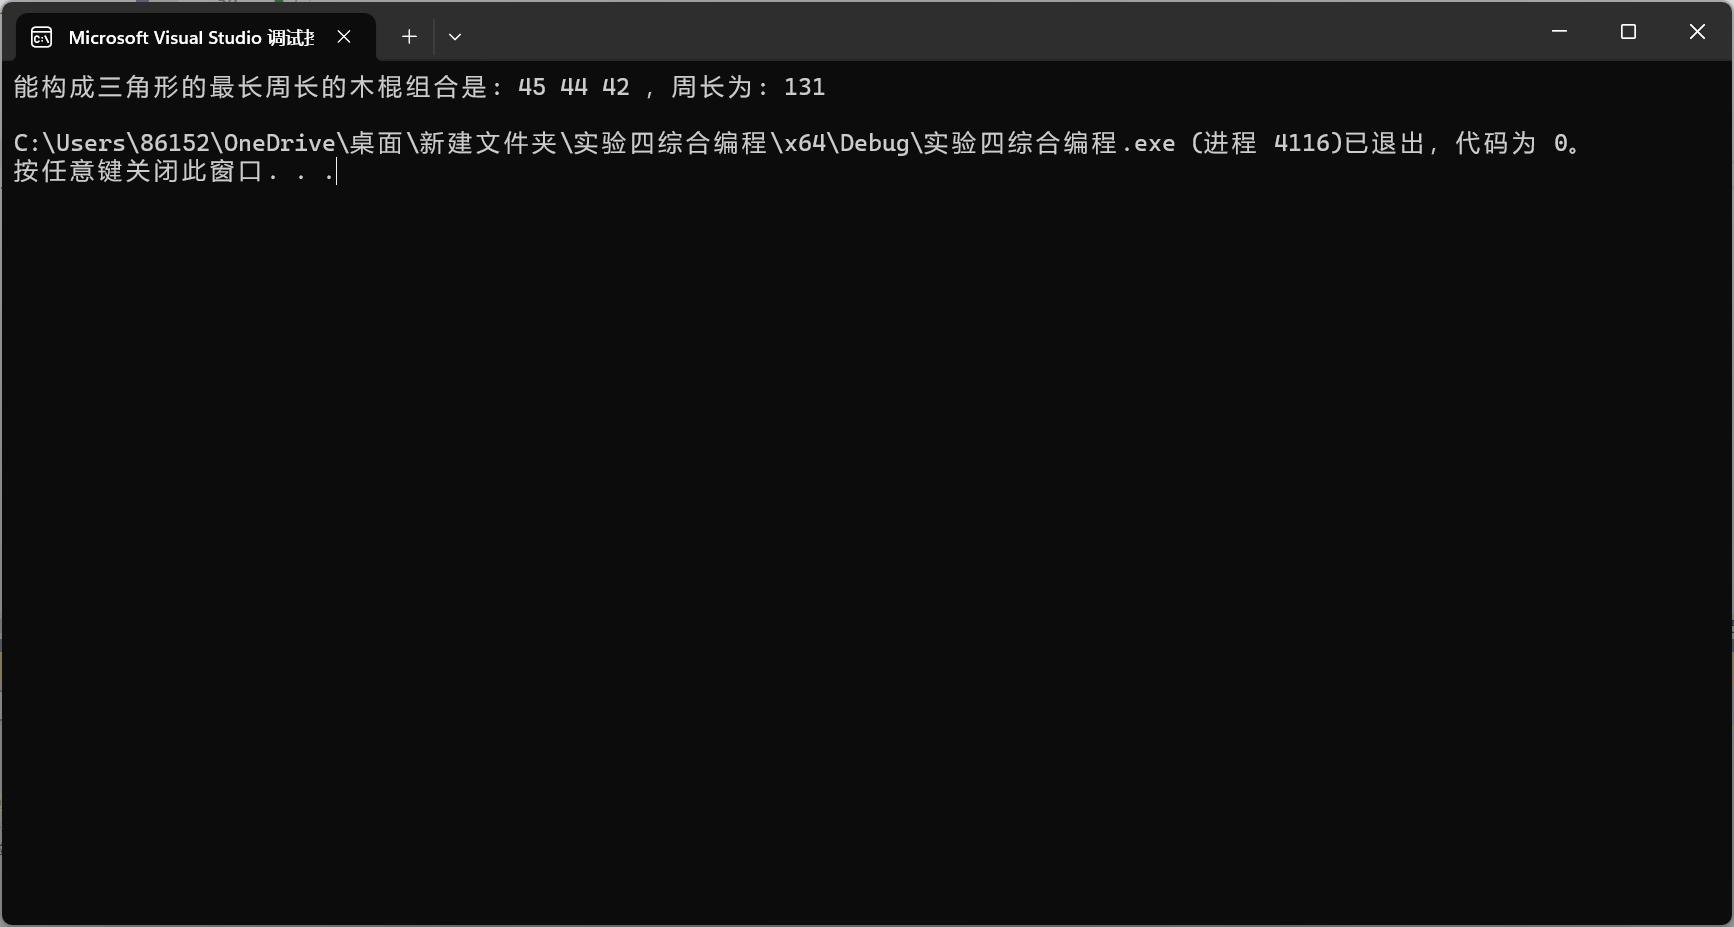 Microsoft Visual Studio 调试
能构成三角形的最长周长的木棍组合是: 45 44 42 , 周长为: 131
C:\Users\86152\OneDrive\桌面\新建文件夹\实验四综合编程\x64\Debug\实验四综合编程.exe (进程 4116)已退出, 代码为 0。
按任意键关闭此窗口. . .